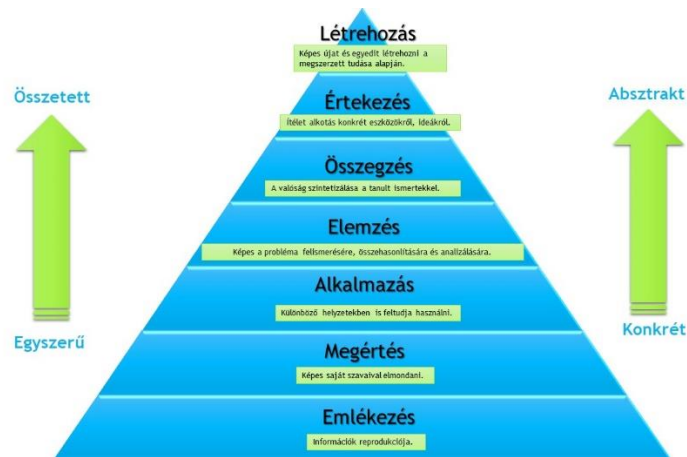 Létrehozás
Képes újat és egyedit létrehozni a
megszerzett tudása alapján.
Összetett
Absztrakt
Értekezés
Ítélet alkotás konkrét eszközökről, ideákról.
Összegzés
A valóság szintetizálása a tanult ismertekkel.
Elemzés
Képes a probléma felismerésére, összehasonlítására és analizálására.
Alkalmazás
Különböző helyzetekben is feltudja használni.
Egyszerű
Konkrét
Megértés
Képes saját szavaival elmondani.
Emlékezés
Információk reprodukciója.